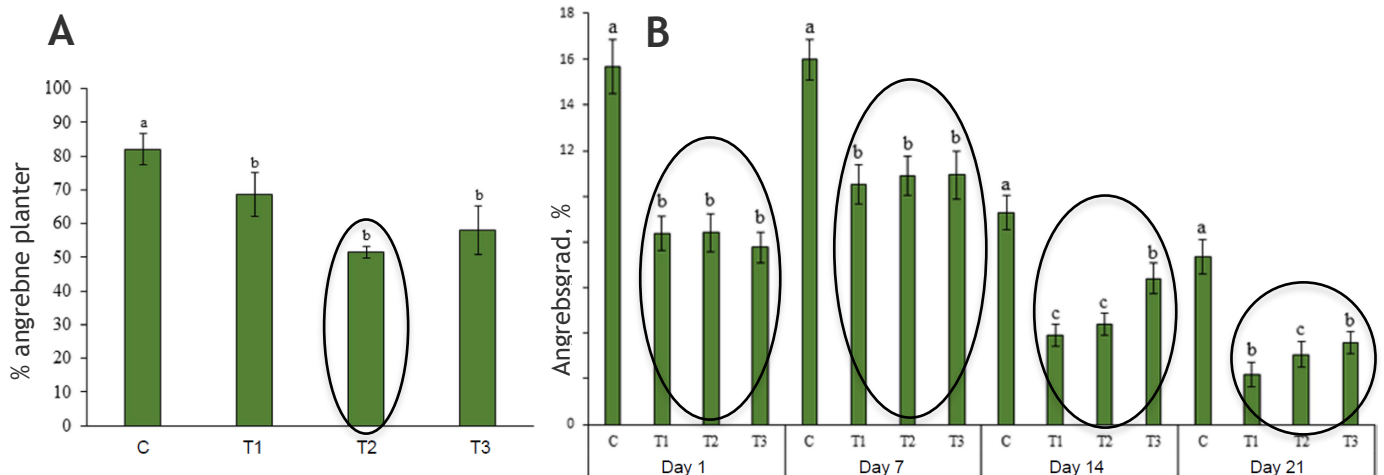 A
% angrebne planter
100
90
80
70
60
50
40
30
20
10
0
a
b
b
b
C T1 T2 T3
B
Angrebsgrad, %
18
16
14
12
0
a
b b b
a
b b b
a
c c b
a
b c b
C T1 T2 T3 C T1 T2 T3 C T1 T2 T3 C T1 T2 T3
Day 1 Day 7 Day 14 Day 21